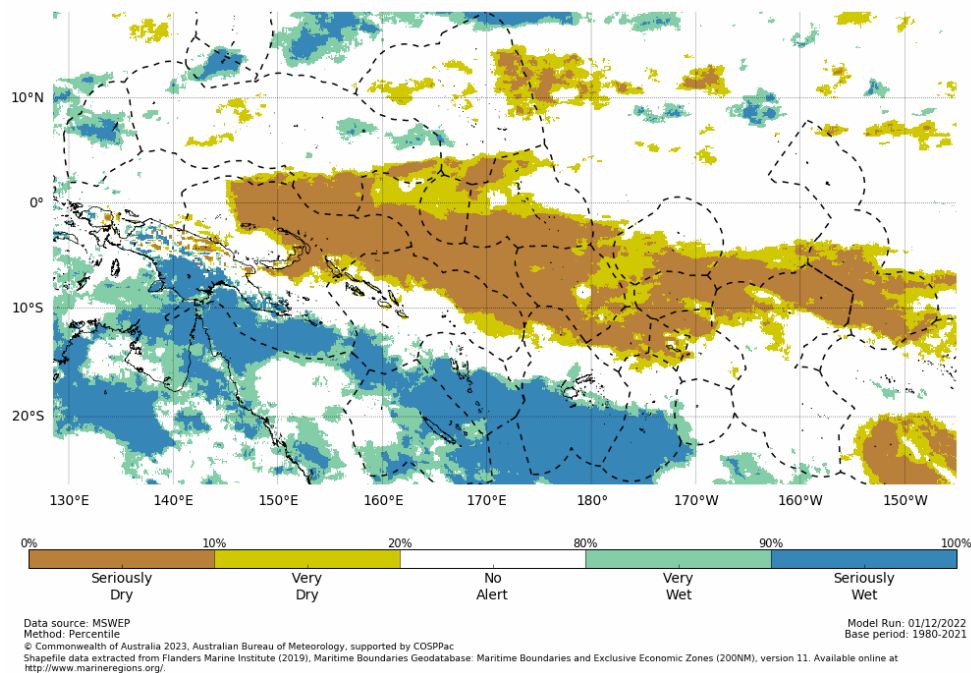 10°N
0°
10°S
20°S
130°E 140°E 150°E 160°E 170°E 180° 170°W 160°W 150°W
0% 10% 20% 80% 90% 100%
Seriously Very No Very Seriously
Dry Dry Alert Wet Wet
Data source: MSWEP Model Run: 01/12/2022
Method: Percentile Base period: 1980-2021
© Commonwealth of Australia 2023, Australian Bureau of Meteorology, supported by COSPPac
Shapefile data extracted from Flanders Marine Institute (2019), Maritime Boundaries Geodatabase: Maritime Boundaries and Exclusive Economic Zones (200NM), version 11. Available online at
http://www.marineregions.org/.